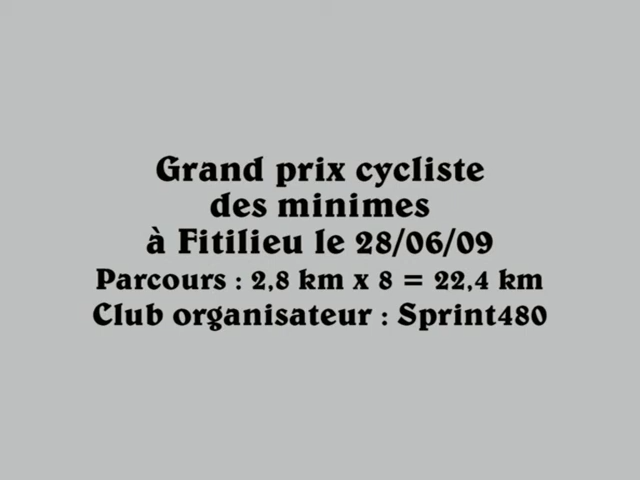 Grand prix cycliste
des minimes
à Fitilieu le 28/06/09
Parcours : 2,8 km x 8 = 22,4 km
Club organisateur : Sprint480